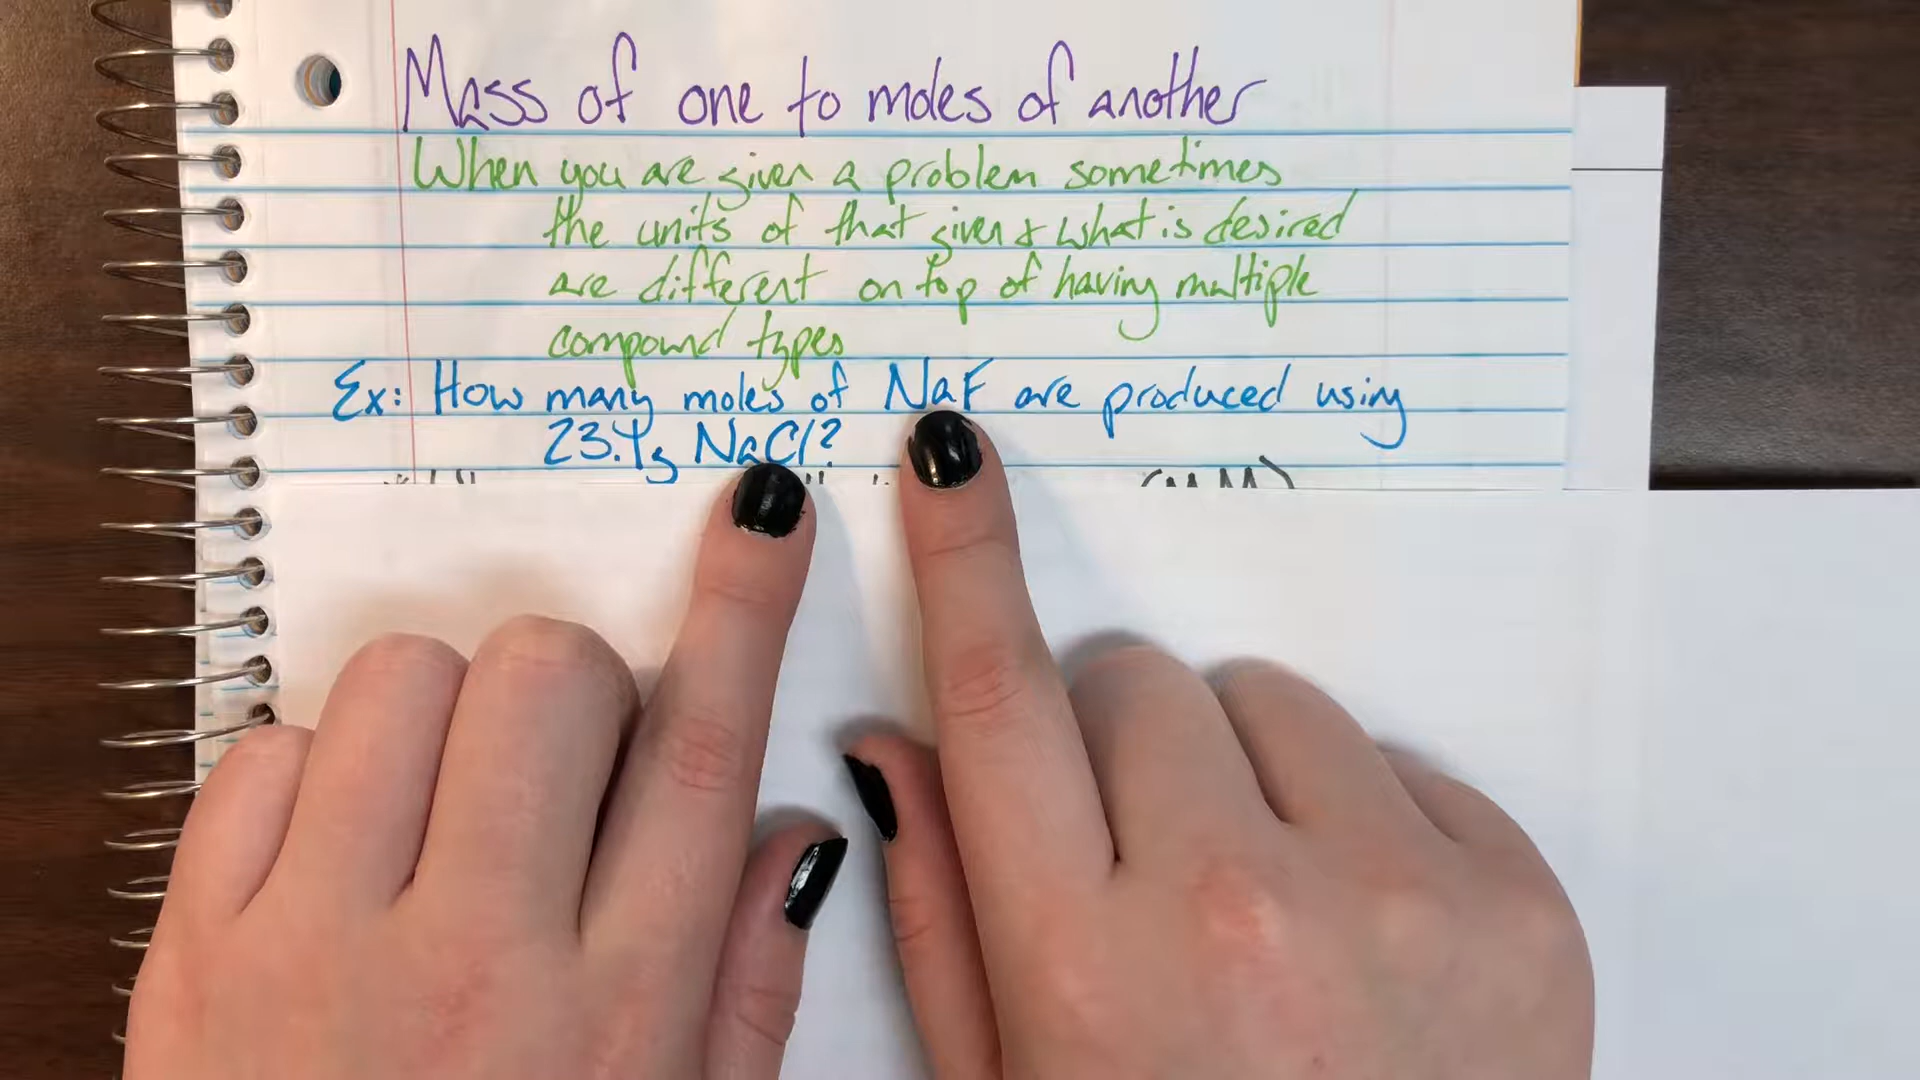 Mass of one to moles of another
When you are given a problem sometimes
the units of that given & what is desired
are different on top of having multiple
compound types
Ex: How many moles of NaF are produced using
23.4g NaCl?
(MM)